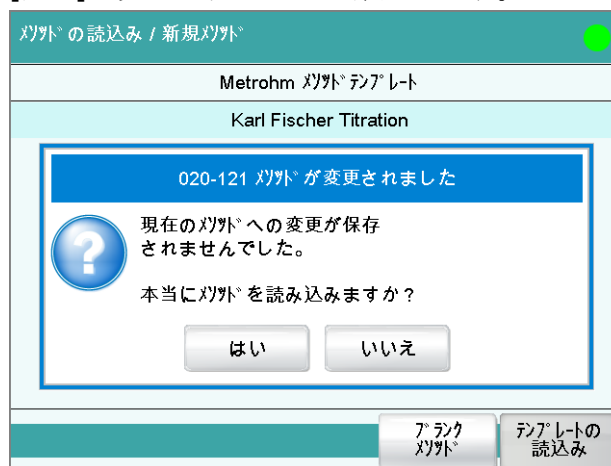 ﾒｿｯﾄﾞの読込み / 新規ﾒｿｯﾄﾞ
Metrohm ﾒｿｯﾄﾞﾃﾝﾌﾟﾚｰﾄ
Karl Fischer Titration
020-121 ﾒｿｯﾄﾞが変更されました
現在のﾒｿｯﾄﾞへの変更が保存
されませんでした。
本当にﾒｿｯﾄﾞを読み込みますか？
はい
いいえ
ﾌﾞﾗﾝｸ
ﾒｿｯﾄﾞ
ﾃﾝﾌﾟﾚｰﾄの
読込み